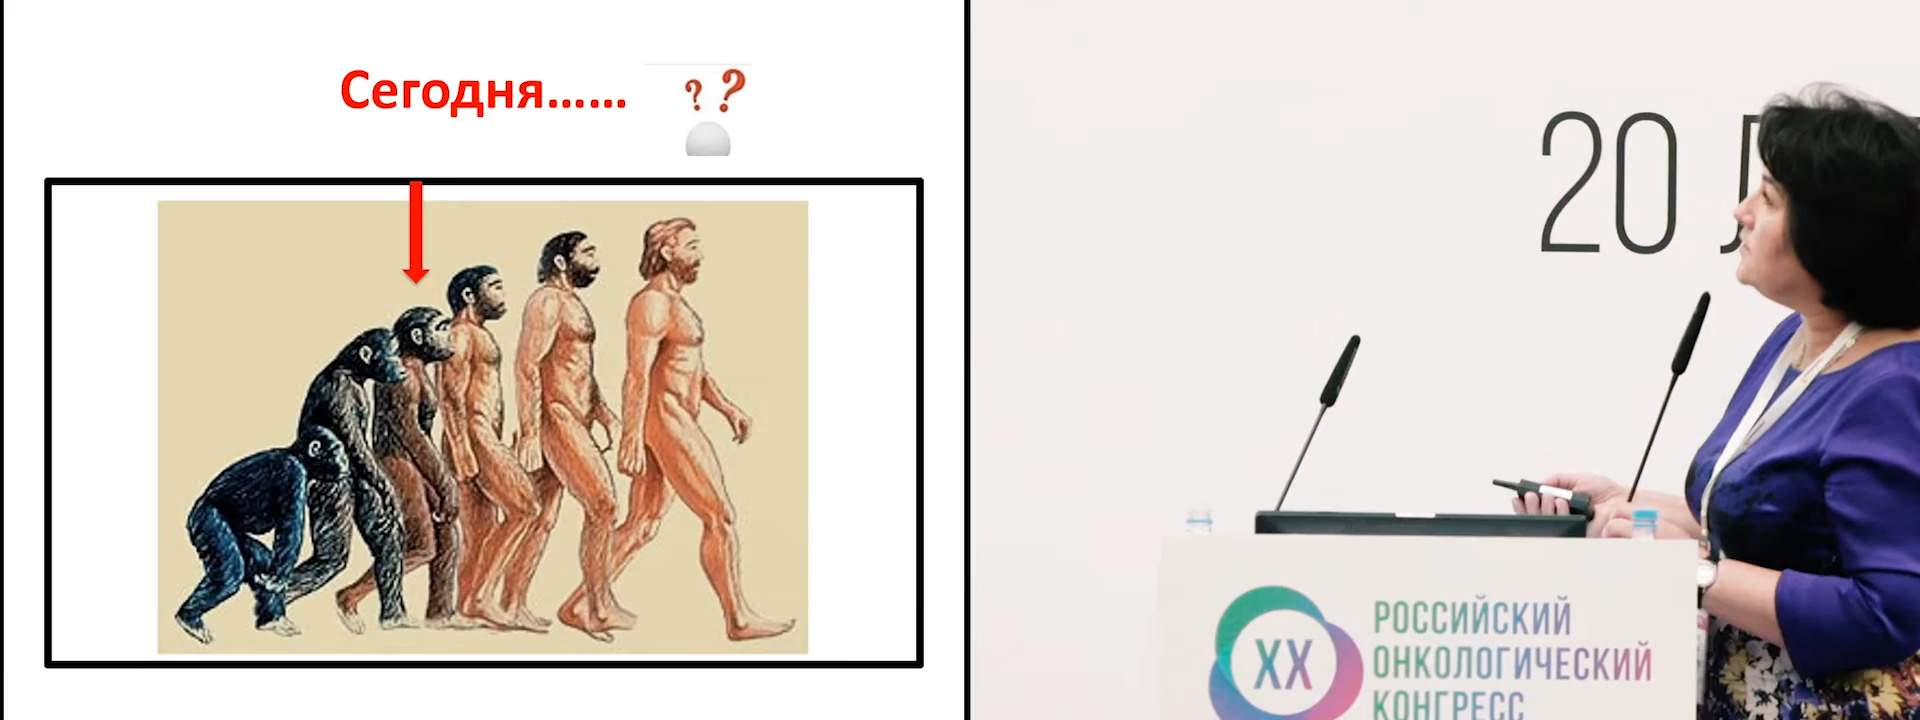 Сегодня......
? ?
20 Л
XX
РОССИЙСКИЙ
ОНКОЛОГИЧЕСКИЙ
КОНГРЕСС